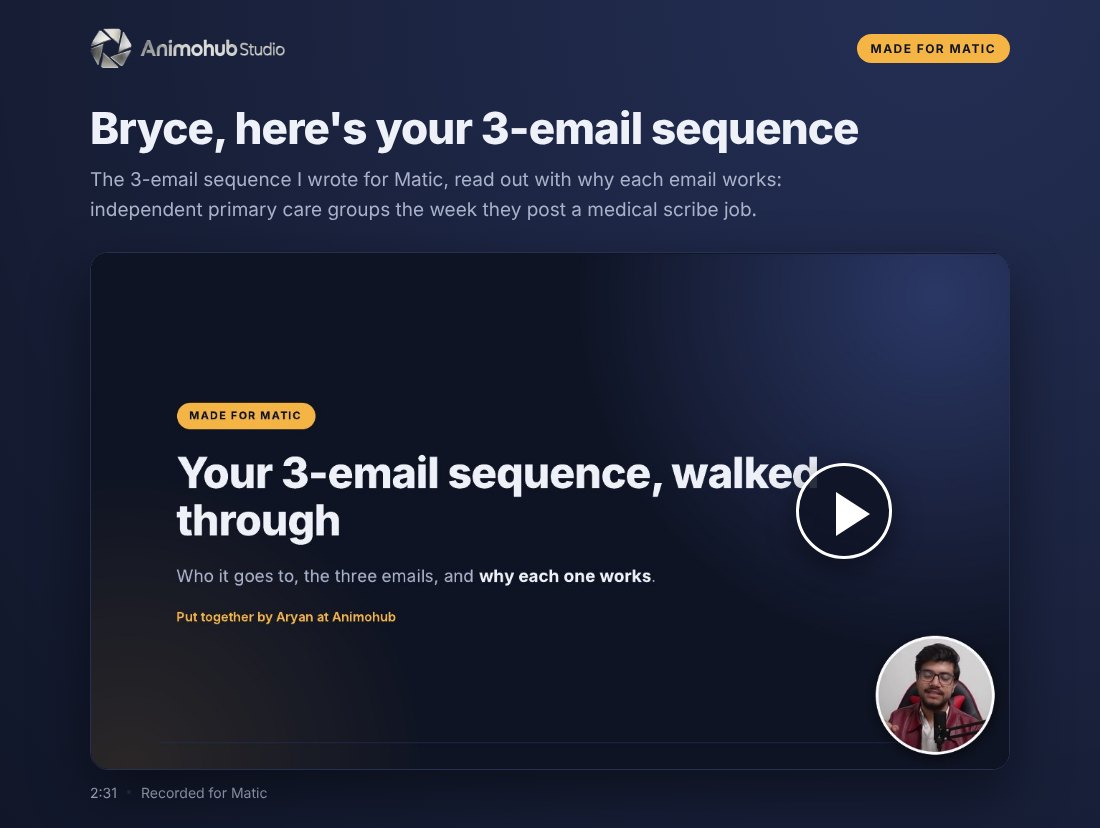 Animohub Studio
MADE FOR MATIC
Bryce, here's your 3-email sequence
The 3-email sequence I wrote for Matic, read out with why each email works:
independent primary care groups the week they post a medical scribe job.
MADE FOR MATIC
Your 3-email sequence, walked
through
Who it goes to, the three emails, and why each one works.
Put together by Aryan at Animohub
2:31 · Recorded for Matic